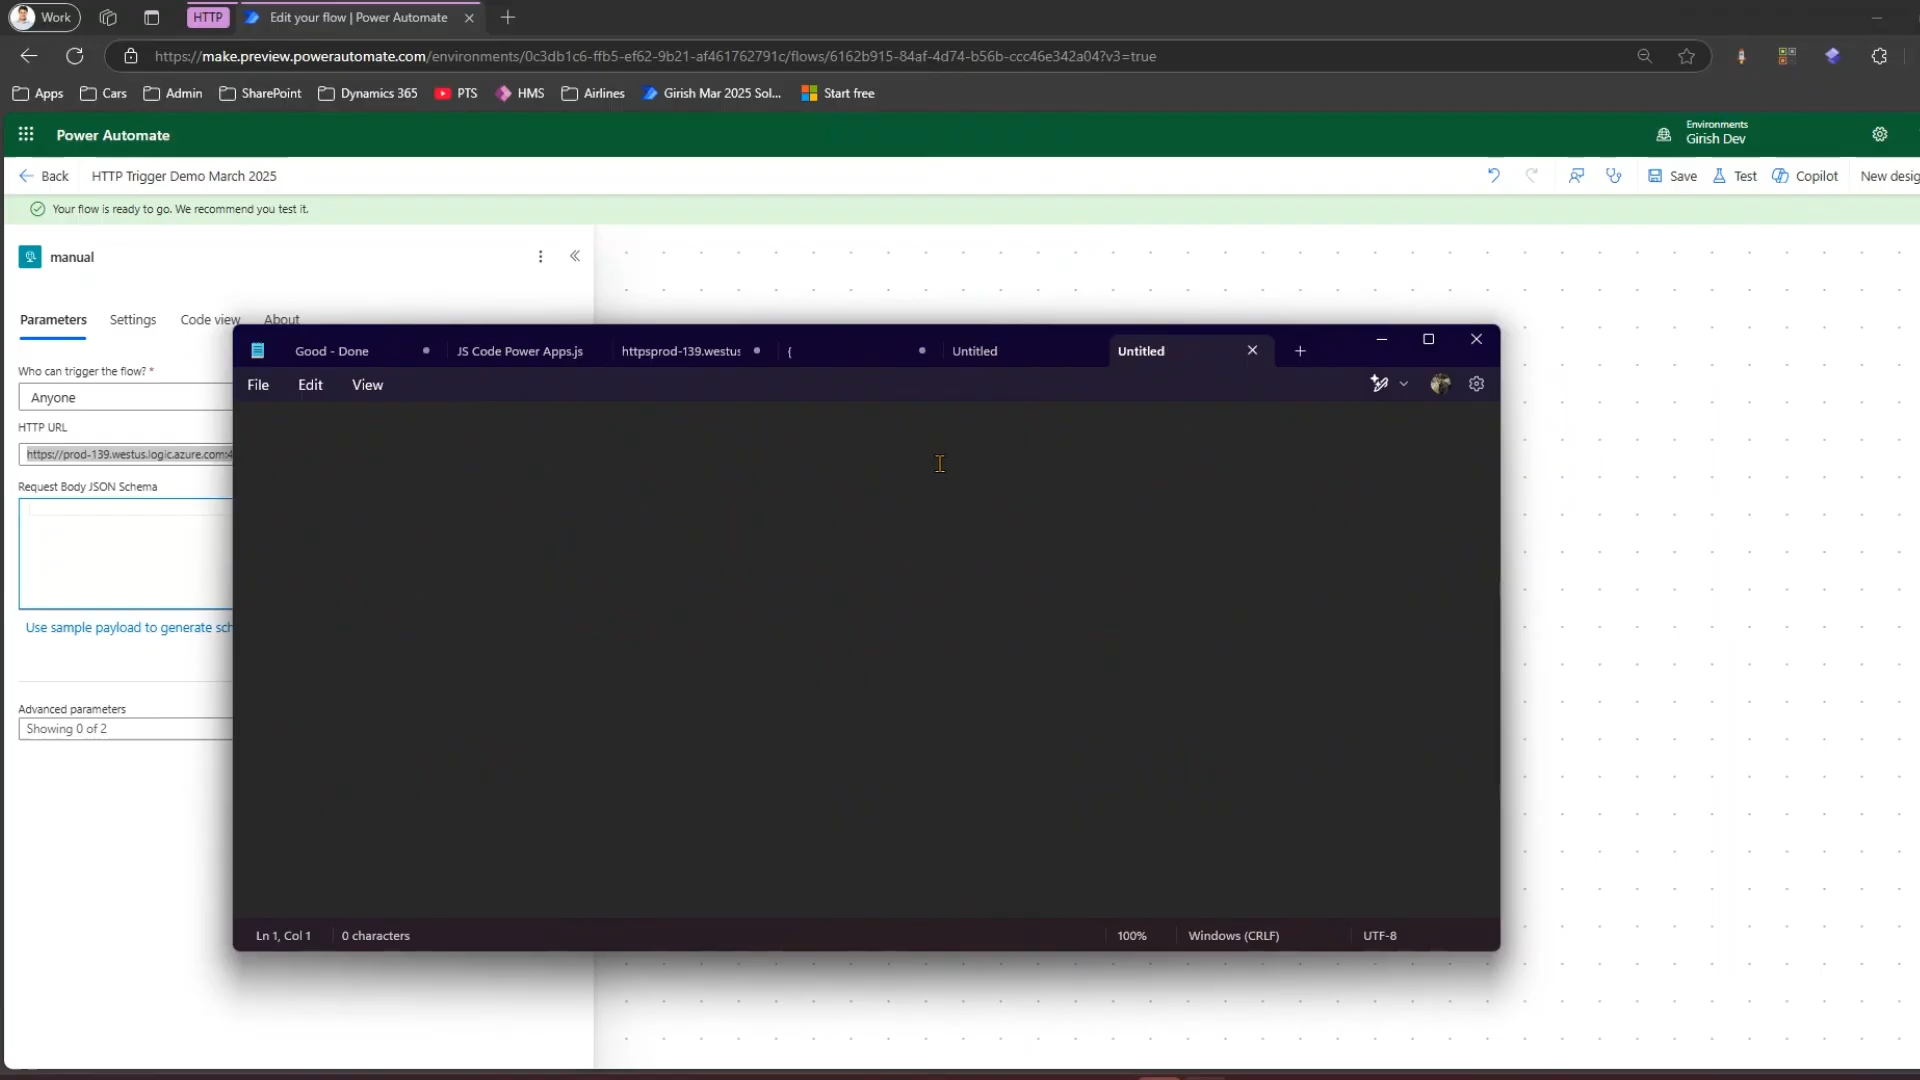 Work
HTTP
Edit your flow | Power Automate
https://make.preview.powerautomate.com/environments/0c3db1c6-ffb5-ef62-9b21-af461762791c/flows/6162b915-84af-4d74-b56b-ccc46e342a04?v3=true
Apps
Cars
Admin
SharePoint
Dynamics 365
PTS
HMS
Airlines
Girish Mar 2025 Sol...
Start free
Power Automate
Environments
Girish Dev
Back
HTTP Trigger Demo March 2025
Save
Test
Copilot
New desig
Your flow is ready to go. We recommend you test it.
manual
Parameters
Settings
Code view
About
Who can trigger the flow? *
Anyone
HTTP URL
https://prod-139.westus.logic.azure.com:4
Request Body JSON Schema
Use sample payload to generate sch
Advanced parameters
Showing 0 of 2
Good - Done
JS Code Power Apps.js
httpsprod-139.westus
{
Untitled
Untitled
File
Edit
View
Ln 1, Col 1
0 characters
100%
Windows (CRLF)
UTF-8